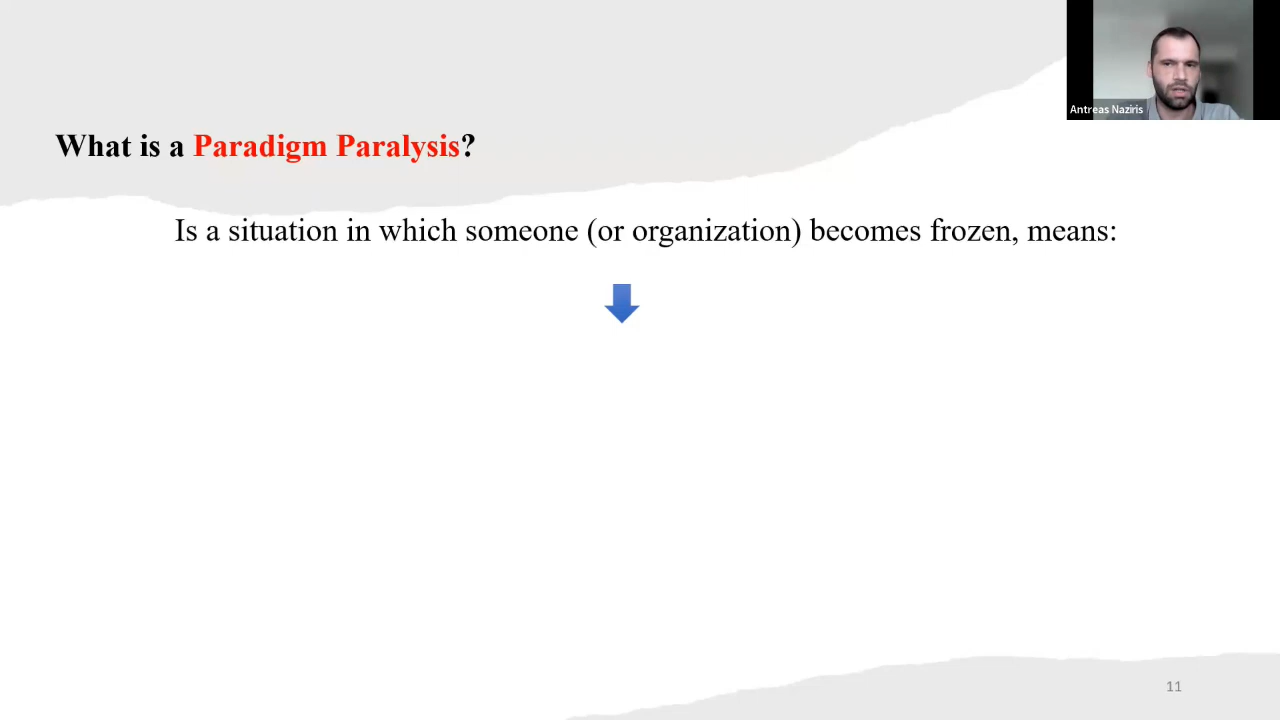 Antreas Naziris
What is a Paradigm Paralysis?
Is a situation in which someone (or organization) becomes frozen, means:
11